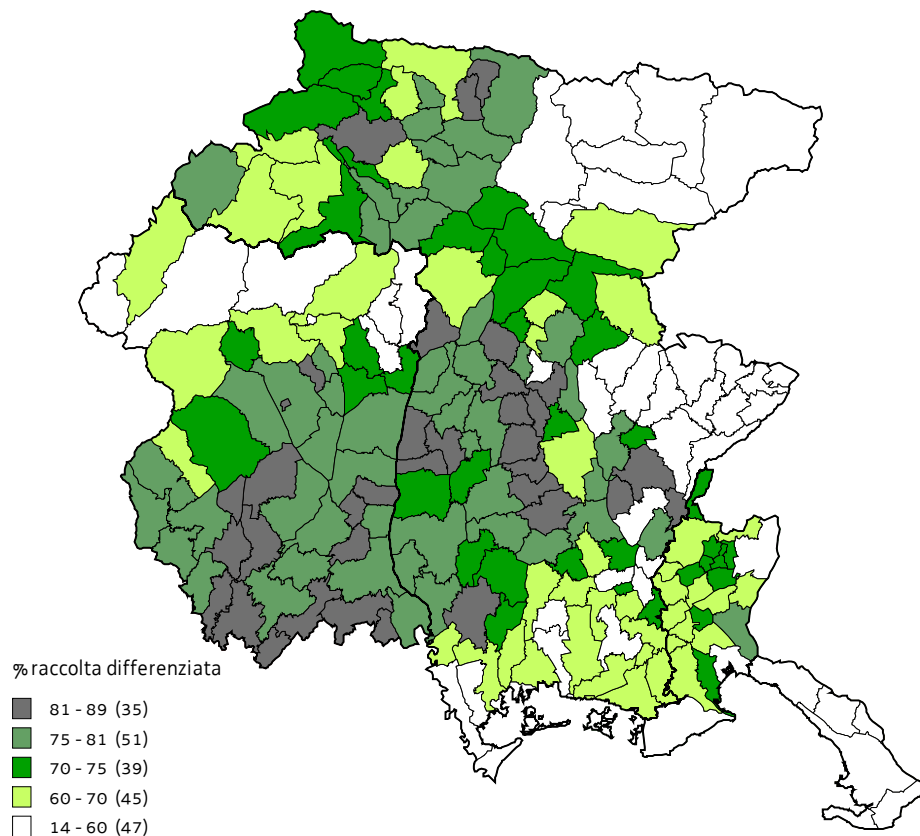 % raccolta differenziata
81 - 89 (35)
75 - 81 (51)
70 - 75 (39)
60 - 70 (45)
14 - 60 (47)